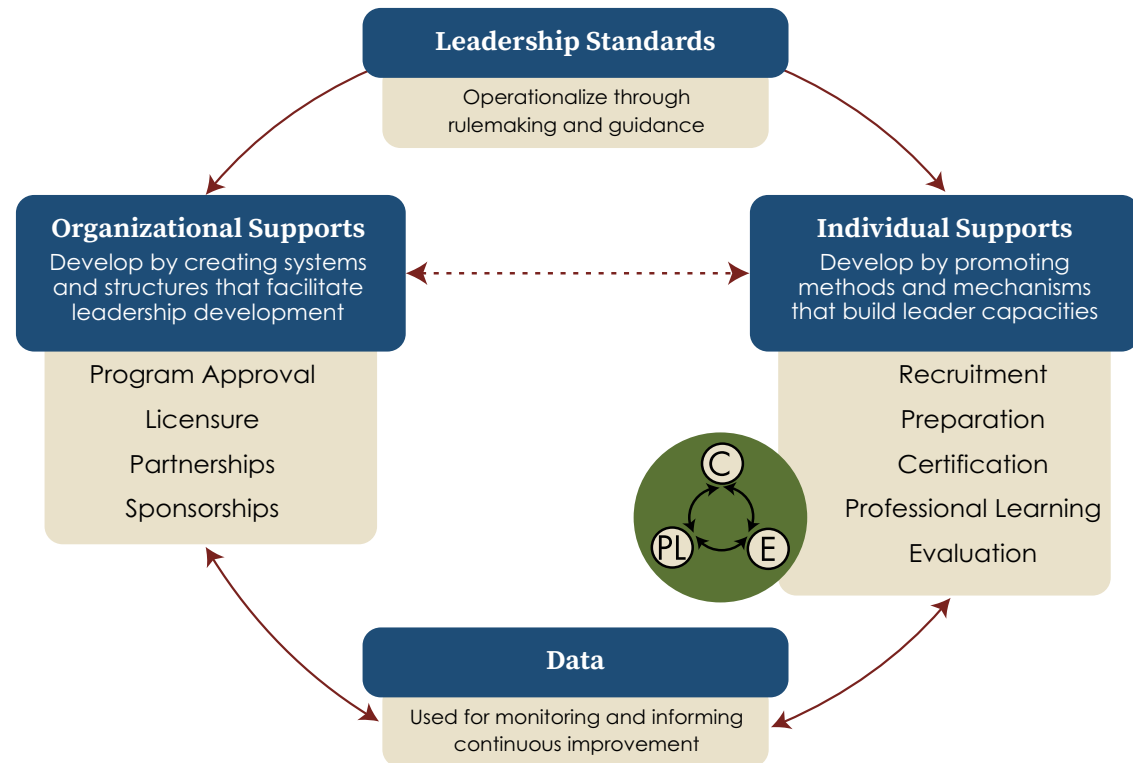 Leadership Standards
Operationalize through
rulemaking and guidance
Organizational Supports
Develop by creating systems
and structures that facilitate
leadership development
Program Approval
Licensure
Partnerships
Sponsorships
Individual Supports
Develop by promoting
methods and mechanisms
that build leader capacities
Recruitment
Preparation
Certification
Professional Learning
Evaluation
C
PL
E
Data
Used for monitoring and informing
continuous improvement